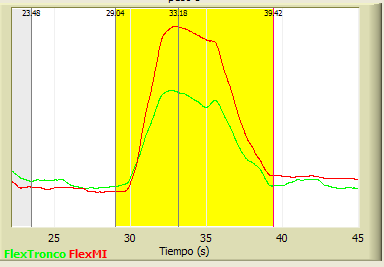 23.48 29.04 33.18 39.42
25 30 35 40 45
Tiempo (s)
FlexTronco FlexMI